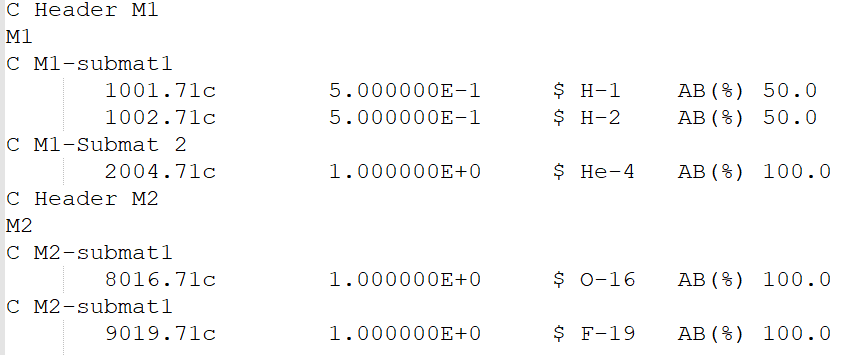 C Header M1
M1
C M1-submat1
1001.71c 5.000000E-1 $ H-1 AB(%) 50.0
1002.71c 5.000000E-1 $ H-2 AB(%) 50.0
C M1-Submat 2
2004.71c 1.000000E+0 $ He-4 AB(%) 100.0
C Header M2
M2
C M2-submat1
8016.71c 1.000000E+0 $ O-16 AB(%) 100.0
C M2-submat1
9019.71c 1.000000E+0 $ F-19 AB(%) 100.0